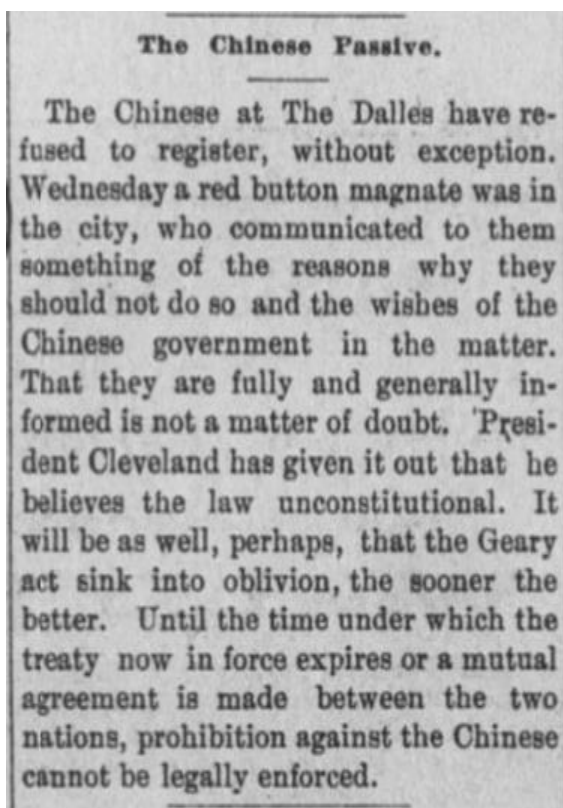 The Chinese Passive.
The Chinese at The Dalles have re-
fused to register, without exception.
Wednesday a red button magnate was in
the city, who communicated to them
something of the reasons why they
should not do so and the wishes of the
Chinese government in the matter.
That they are fully and generally in-
formed is not a matter of doubt. Presi-
dent Cleveland has given it out that he
believes the law unconstitutional. It
will be as well, perhaps, that the Geary
act sink into oblivion, the sooner the
better. Until the time under which the
treaty now in force expires or a mutual
agreement is made between the two
nations, prohibition against the Chinese
cannot be legally enforced.